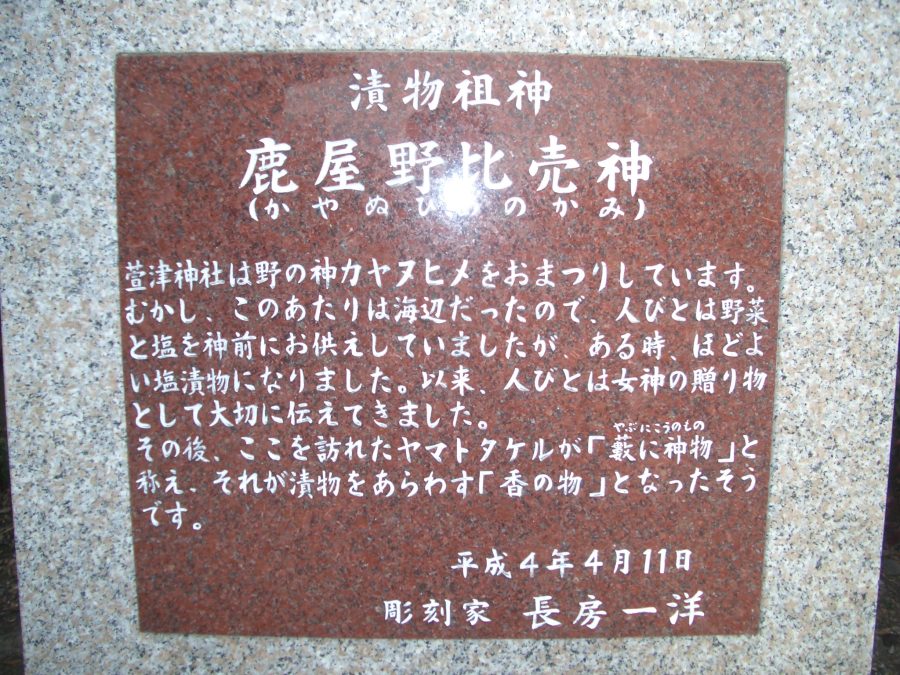 漬物祖神
鹿屋野比売神
(かやぬひめのかみ)
萱津神社は野の神カヤヌヒメをおまつりしています。
むかし、このあたりは海辺だったので、人びとは野菜
と塩を神前にお供えしていましたが、ある時、ほどよ
い塩漬物になりました。以来、人びとは女神の贈り物
として大切に伝えてきました。
やぶにこうのもの
その後、ここを訪れたヤマトタケルが「藪に神物」と
称え、それが漬物をあらわす「香の物」となったそう
です。
平成4年4月11日
彫刻家 長房一洋